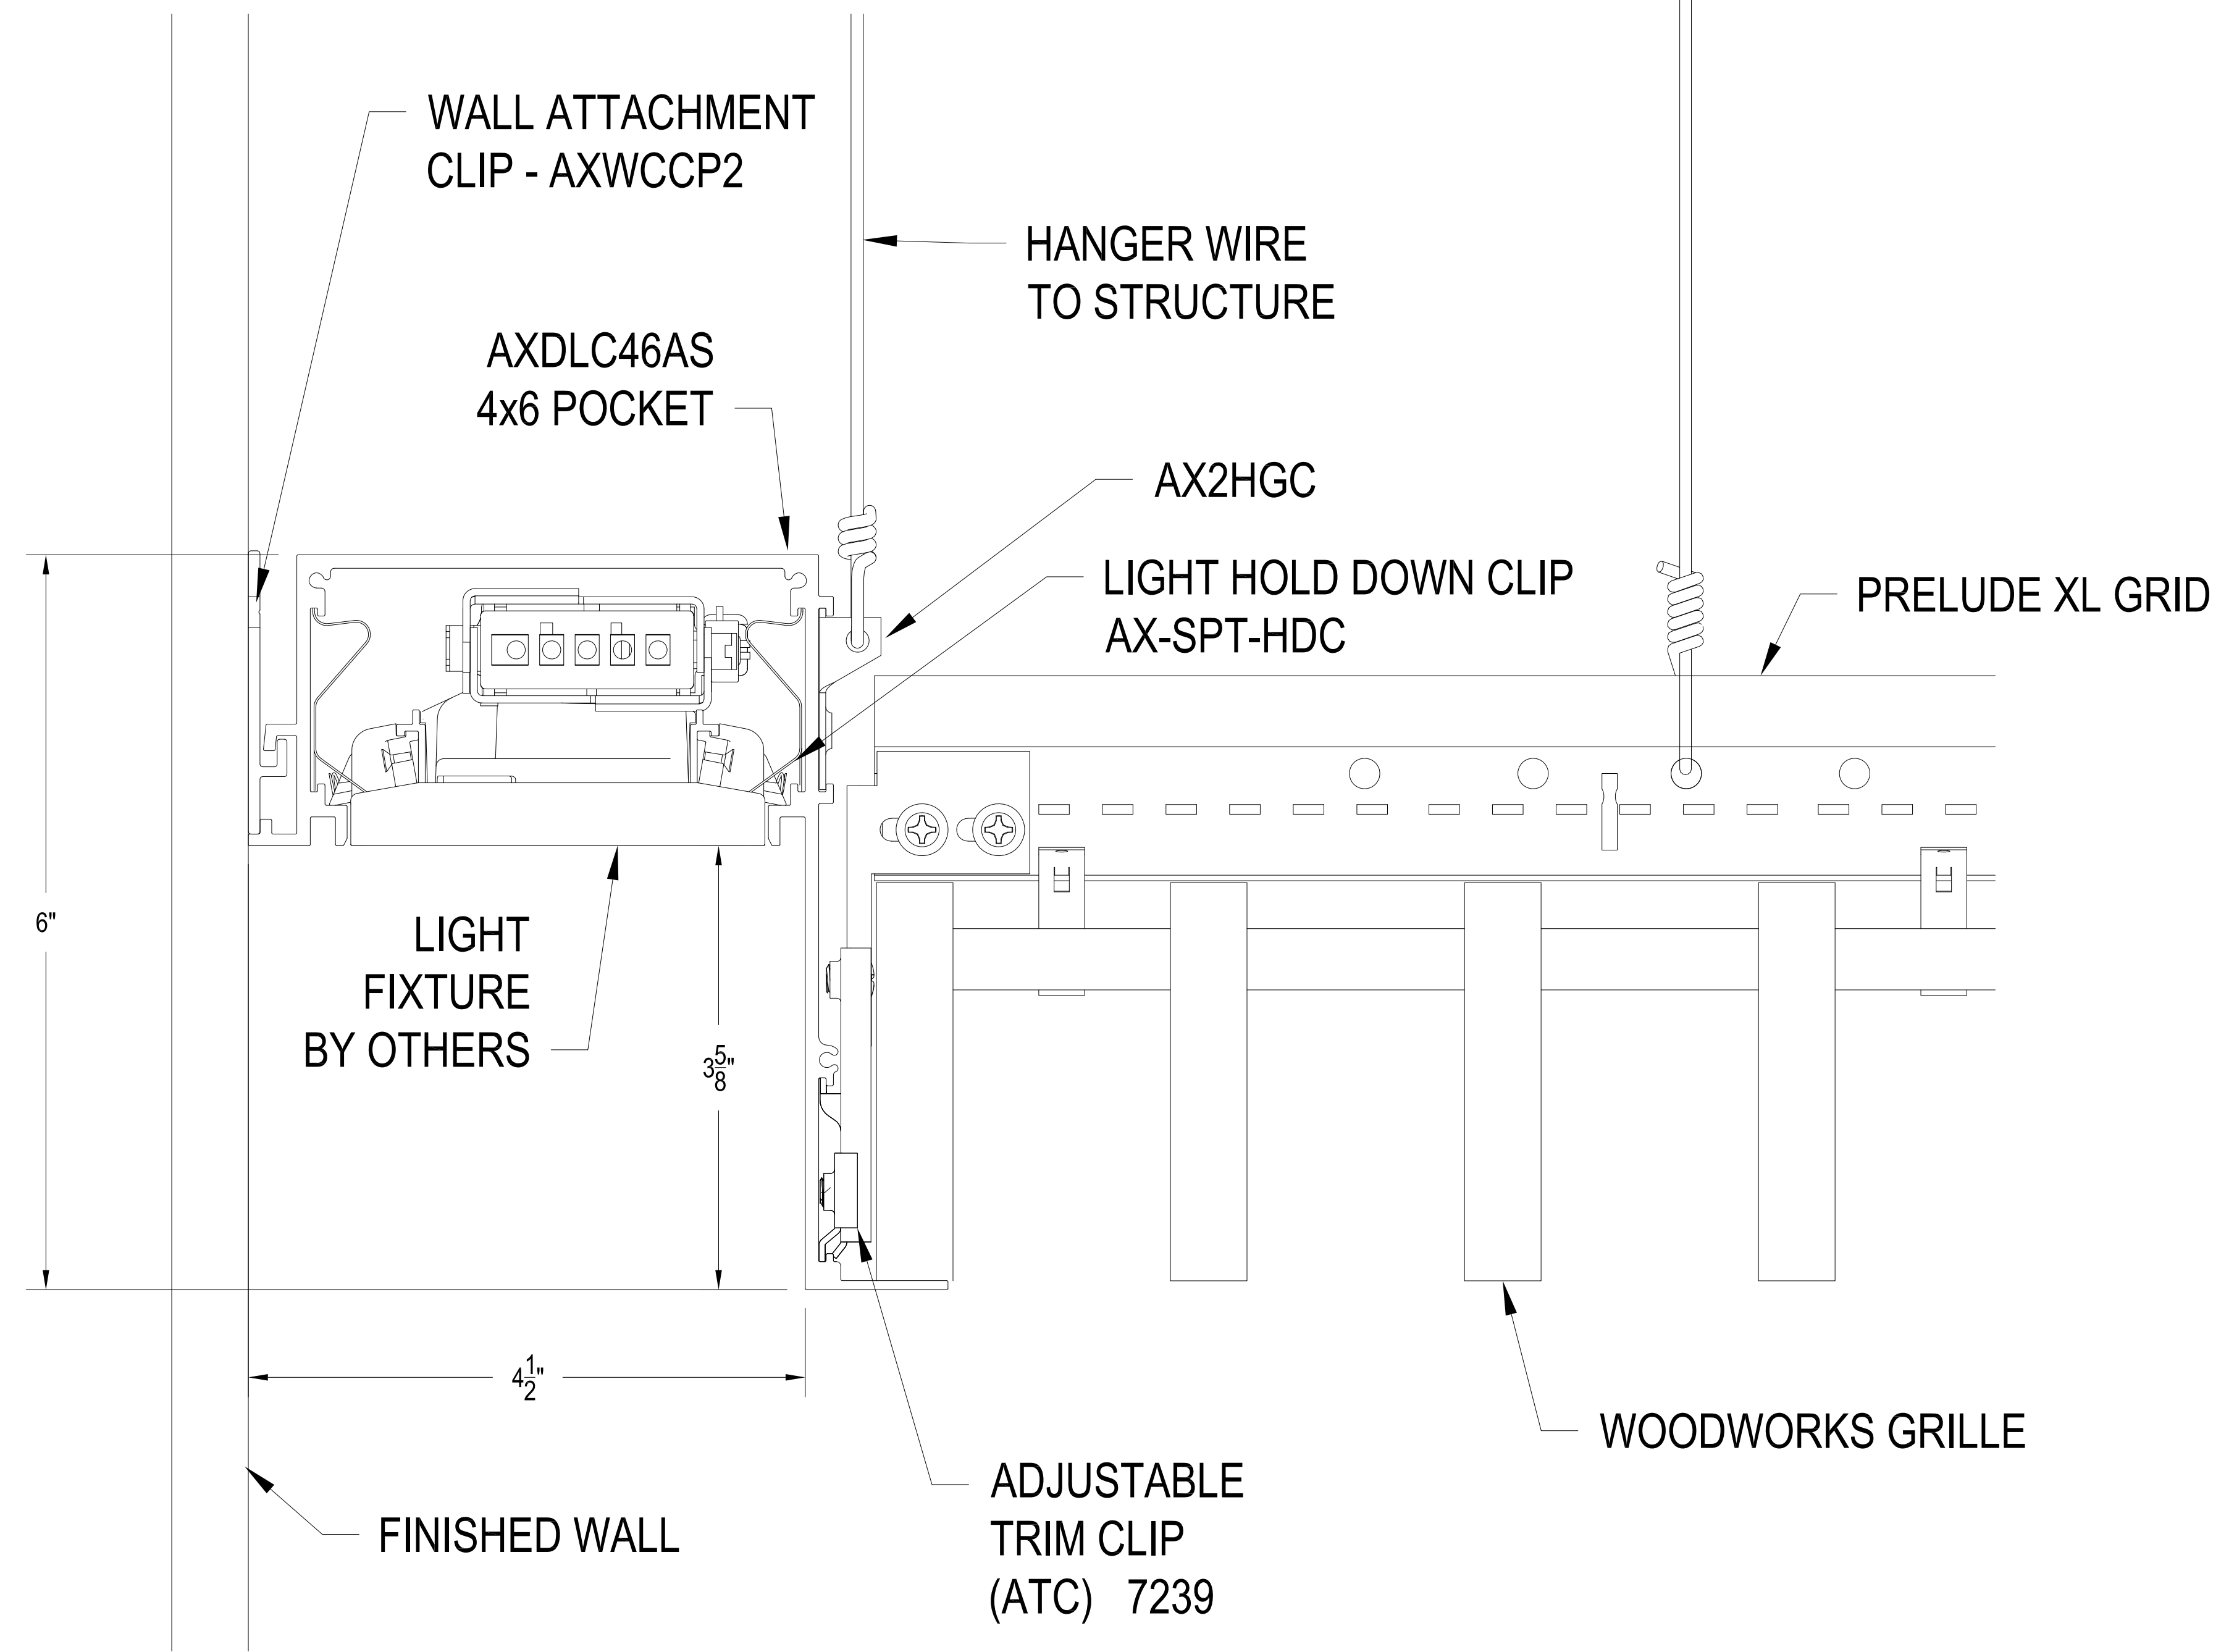 WALL ATTACHMENT
CLIP - AXWCCP2
HANGER WIRE
TO STRUCTURE
AXDLC46AS
4x6 POCKET
AX2HGC
LIGHT HOLD DOWN CLIP
AX-SPT-HDC
PRELUDE XL GRID
6"
LIGHT
FIXTURE
BY OTHERS
3 5/8"
4 1/2"
WOODWORKS GRILLE
ADJUSTABLE
TRIM CLIP
(ATC) 7239
FINISHED WALL